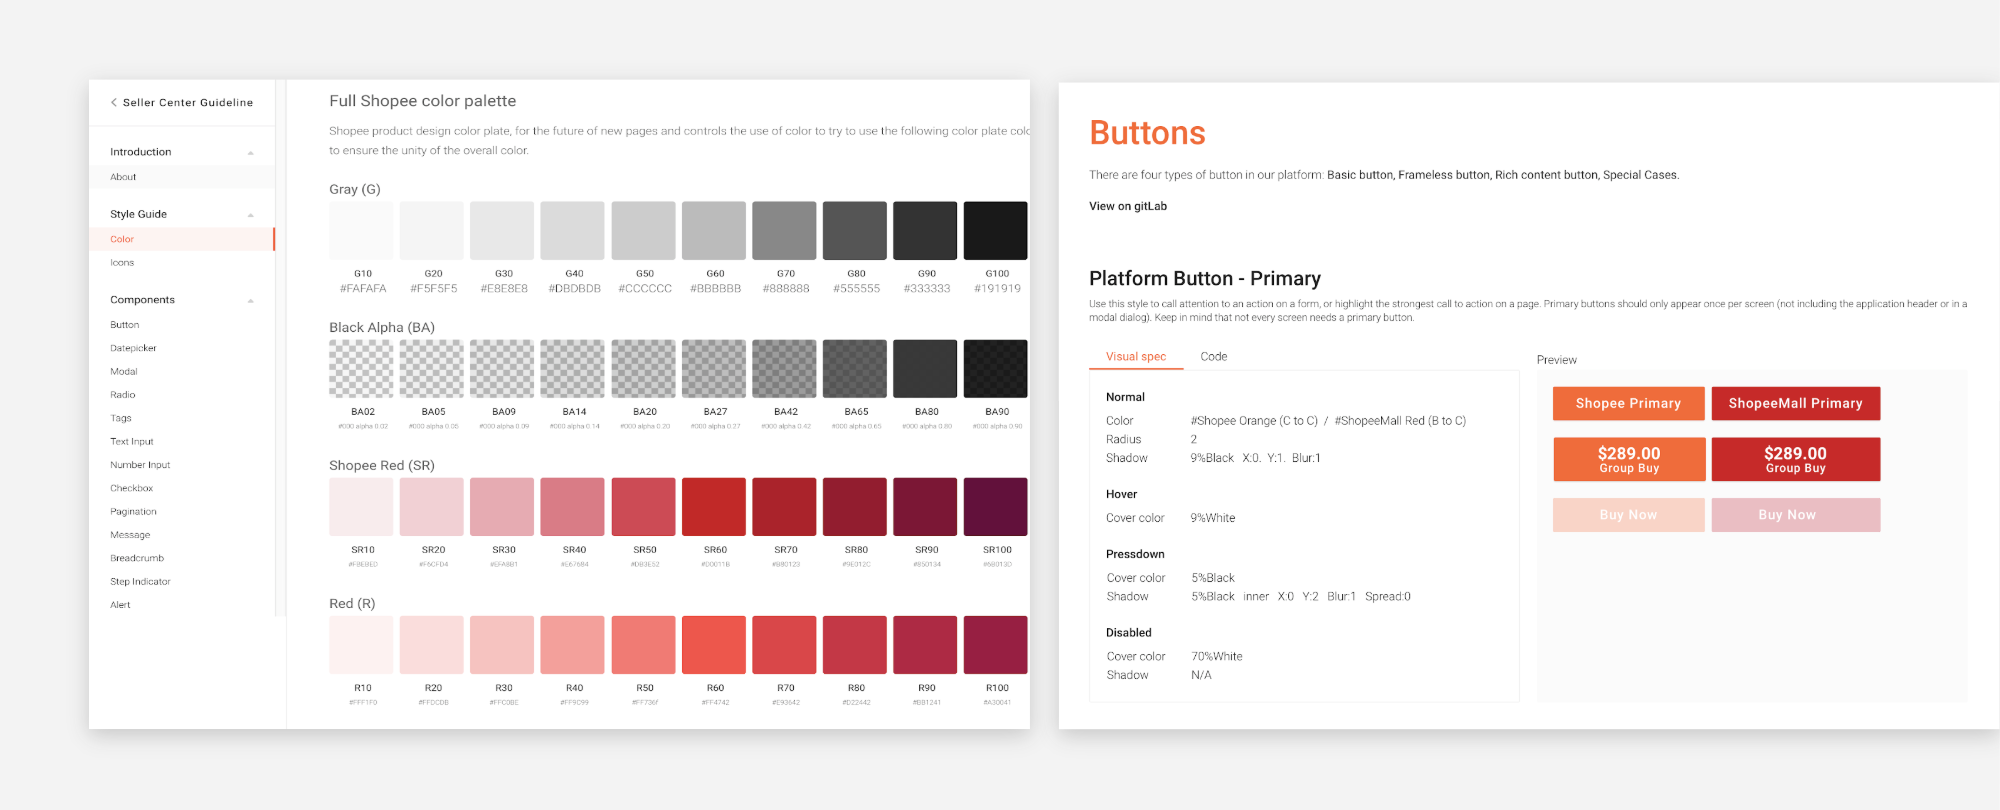 Seller Center Guideline
Introduction
About
Style Guide
Color
Icons
Components
Button
Datepicker
Modal
Radio
Tags
Text Input
Number Input
Checkbox
Pagination
Message
Breadcrumb
Step Indicator
Alert
Full Shopee color palette
Shopee product design color plate, for the future of new pages and controls the use of color to try to use the following color plate colo
to ensure the unity of the overall color.
Gray (G)
G10 G20 G30 G40 G50 G60 G70 G80 G90 G100
#FAFAFA #F5F5F5 #E8E8E8 #DBDBDB #CCCCCC #BBBBBB #888888 #555555 #333333 #191919
Black Alpha (BA)
BA02 BA05 BA09 BA14 BA20 BA27 BA42 BA65 BA80 BA90
#000 alpha 0.02 #000 alpha 0.05 #000 alpha 0.09 #000 alpha 0.14 #000 alpha 0.20 #000 alpha 0.27 #000 alpha 0.42 #000 alpha 0.65 #000 alpha 0.80 #000 alpha 0.90
Shopee Red (SR)
SR10 SR20 SR30 SR40 SR50 SR60 SR70 SR80 SR90 SR100
#FBEBED #F6CFD4 #EFA8B1 #E67684 #DB3E52 #D0011B #B80123 #9E012C #850134 #6B013D
Red (R)
R10 R20 R30 R40 R50 R60 R70 R80 R90 R100
#FFF1F0 #FFDCDB #FFC0BE #FF9C99 #FF736f #FF4742 #E93642 #D22442 #BB1241 #A30041
Buttons
There are four types of button in our platform: Basic button, Frameless button, Rich content button, Special Cases.
View on gitLab
Platform Button - Primary
Use this style to call attention to an action on a form, or highlight the strongest call to action on a page. Primary buttons should only appear once per screen (not including the application header or in a
modal dialog). Keep in mind that not every screen needs a primary button.
Visual spec Code
Normal
Color #Shopee Orange (C to C) / #ShopeeMall Red (B to C)
Radius 2
Shadow 9%Black X:0. Y:1. Blur:1
Hover
Cover color 9%White
Pressdown
Cover color 5%Black
Shadow 5%Black inner X:0 Y:2 Blur:1 Spread:0
Disabled
Cover color 70%White
Shadow N/A
Preview
Shopee Primary ShopeeMall Primary
$289.00 $289.00
Group Buy Group Buy
Buy Now Buy Now